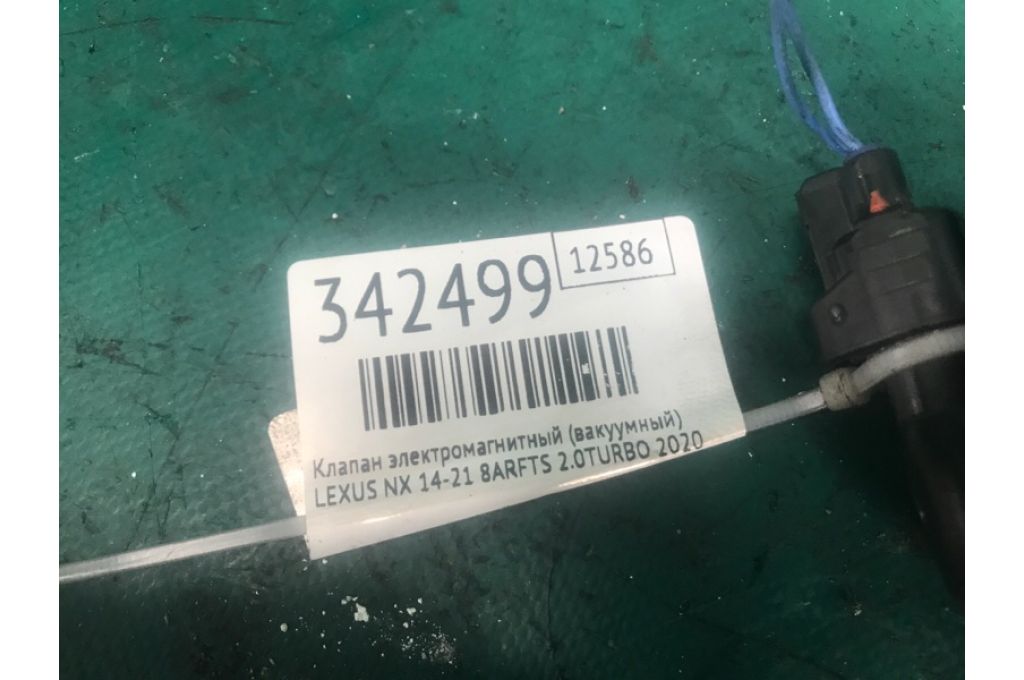 342499
12586
Клапан электромагнитный (вакуумный)
LEXUS NX 14-21 8ARFTS 2.0TURBO 2020